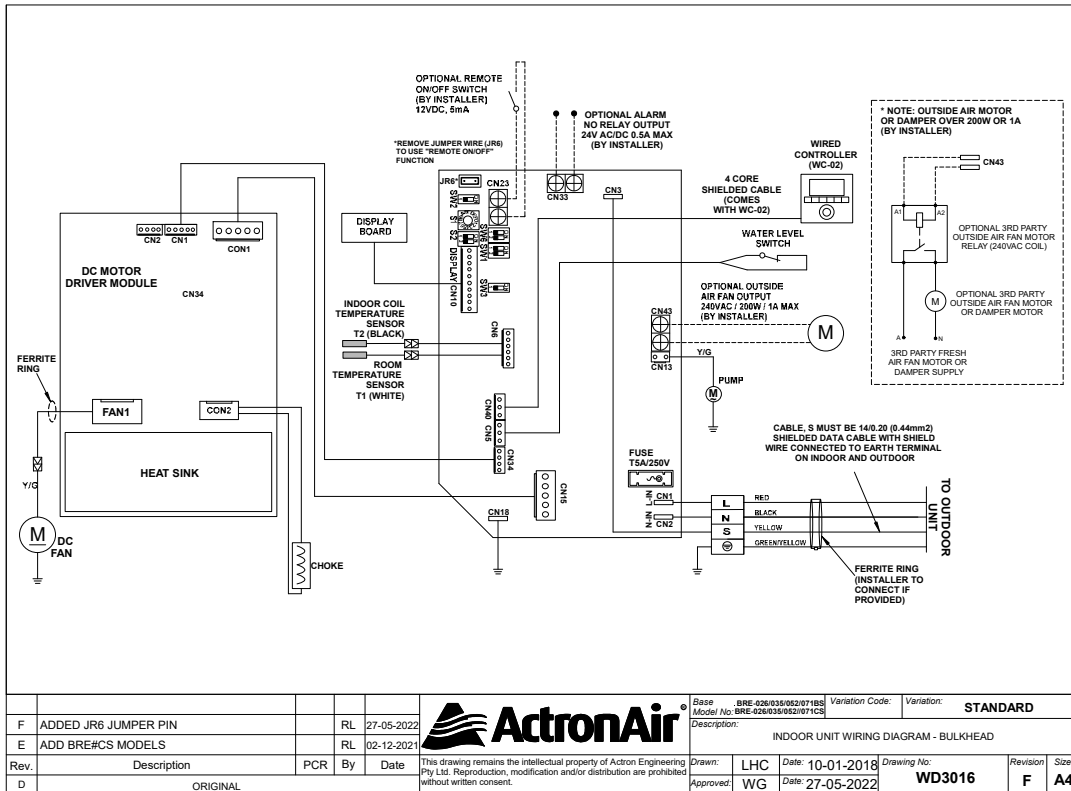 OPTIONAL REMOTE
ON/OFF SWITCH
(BY INSTALLER)
12VDC, 5mA
*REMOVE JUMPER WIRE (JR6)
TO USE "REMOTE ON/OFF"
FUNCTION
OPTIONAL ALARM
NO RELAY OUTPUT
24V AC/DC 0.5A MAX
(BY INSTALLER)
* NOTE: OUTSIDE AIR MOTOR
OR DAMPER OVER 200W OR 1A
(BY INSTALLER)
CN43
A1
A2
OPTIONAL 3RD PARTY
OUTSIDE AIR FAN MOTOR
RELAY (240VAC COIL)
M
OPTIONAL 3RD PARTY
OUTSIDE AIR FAN MOTOR
OR DAMPER MOTOR
A
N
3RD PARTY FRESH
AIR FAN MOTOR OR
DAMPER SUPPLY
WIRED
CONTROLLER
(WC-02)
4 CORE
SHIELDED CABLE
(COMES
WITH WC-02)
WATER LEVEL
SWITCH
JR6*
CN23
CN33
CN3
SW2
S1
S2
SW6
SW1
SW3
DISPLAY CN10
DISPLAY
BOARD
CN2
CN1
CON1
DC MOTOR
DRIVER MODULE
CN34
INDOOR COIL
TEMPERATURE
SENSOR
T2 (BLACK)
ROOM
TEMPERATURE
SENSOR
T1 (WHITE)
CN6
OPTIONAL OUTSIDE
AIR FAN OUTPUT
240VAC / 200W / 1A MAX
(BY INSTALLER)
CN43
CN13
M
Y/G
PUMP
M
FERRITE
RING
FAN1
CON2
HEAT SINK
Y/G
M
DC
FAN
CHOKE
CN40
CN5
CN34
CN15
CN18
FUSE
T5A/250V
CABLE, S MUST BE 14/0.20 (0.44mm2)
SHIELDED DATA CABLE WITH SHIELD
WIRE CONNECTED TO EARTH TERMINAL
ON INDOOR AND OUTDOOR
L-IN
CN1
N-IN
CN2
L
N
S
RED
BLACK
YELLOW
GREEN/YELLOW
TO OUTDOOR
UNIT
FERRITE RING
(INSTALLER TO
CONNECT IF
PROVIDED)
F ADDED JR6 JUMPER PIN RL 27-05-2022
E ADD BRE#CS MODELS RL 02-12-2021
Rev. Description PCR By Date
D ORIGINAL
ActronAir®
This drawing remains the intellectual property of Actron Engineering
Pty Ltd. Reproduction, modification and/or distribution are prohibited
without written consent.
Base Model No: BRE-026/035/052/071BS
BRE-026/035/052//071CS
Variation Code:
Variation: STANDARD
Description:
INDOOR UNIT WIRING DIAGRAM - BULKHEAD
Drawn: LHC Date: 10-01-2018
Approved: WG Date: 27-05-2022
Drawing No: WD3016
Revision F
Size A4